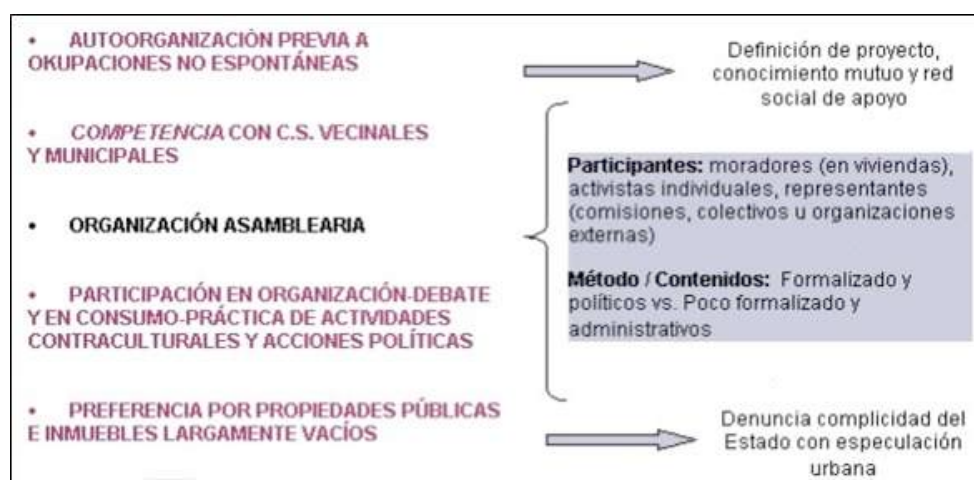 • AUTOORGANIZACIÓN PREVIA A
OKUPACIONES NO ESPONTÁNEAS
Definición de proyecto,
conocimiento mutuo y red
social de apoyo
• COMPETENCIA CON C.S. VECINALES
Y MUNICIPALES
• ORGANIZACIÓN ASAMBLEARIA
Participantes: moradores (en viviendas),
activistas individuales, representantes
(comisiones, colectivos u organizaciones
externas)
Método / Contenidos: Formalizado y
políticos vs. Poco formalizado y
administrativos
• PARTICIPACIÓN EN ORGANIZACIÓN-DEBATE
Y EN CONSUMO-PRÁCTICA DE ACTIVIDADES
CONTRACULTURALES Y ACCIONES POLÍTICAS
• PREFERENCIA POR PROPIEDADES PÚBLICAS
E INMUEBLES LARGAMENTE VACÍOS
Denuncia complicidad del
Estado con especulación
urbana